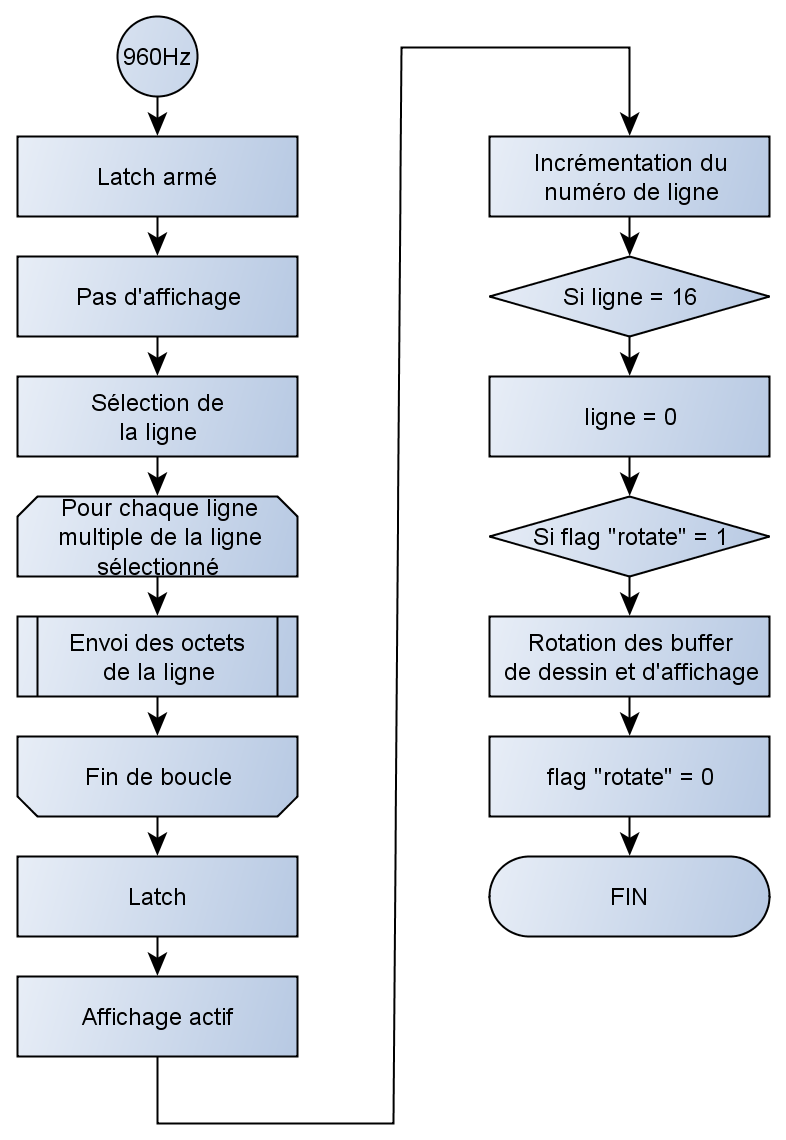 960Hz
Latch armé
Pas d'affichage
Sélection de
la ligne
Pour chaque ligne
multiple de la ligne
sélectionné
Envoi des octets
de la ligne
Fin de boucle
Latch
Affichage actif
Incrémentation du
numéro de ligne
Si ligne = 16
ligne = 0
Si flag "rotate" = 1
Rotation des buffer
de dessin et d'affichage
flag "rotate" = 0
FIN